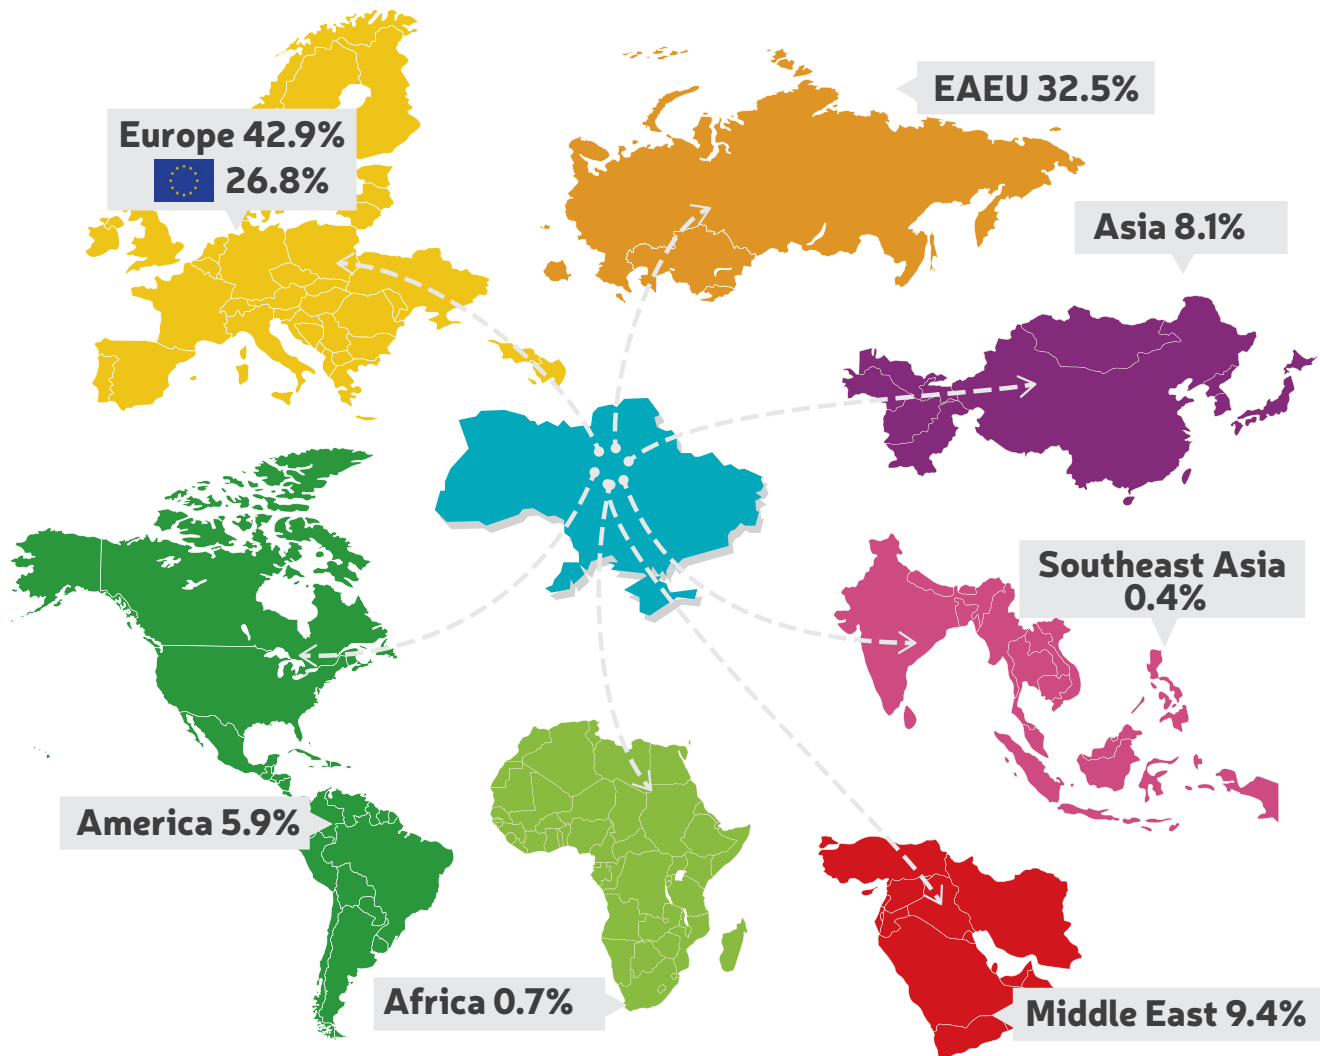 Europe 42.9%
26.8%
EAEU 32.5%
Asia 8.1%
Southeast Asia
0.4%
America 5.9%
Africa 0.7%
Middle East 9.4%